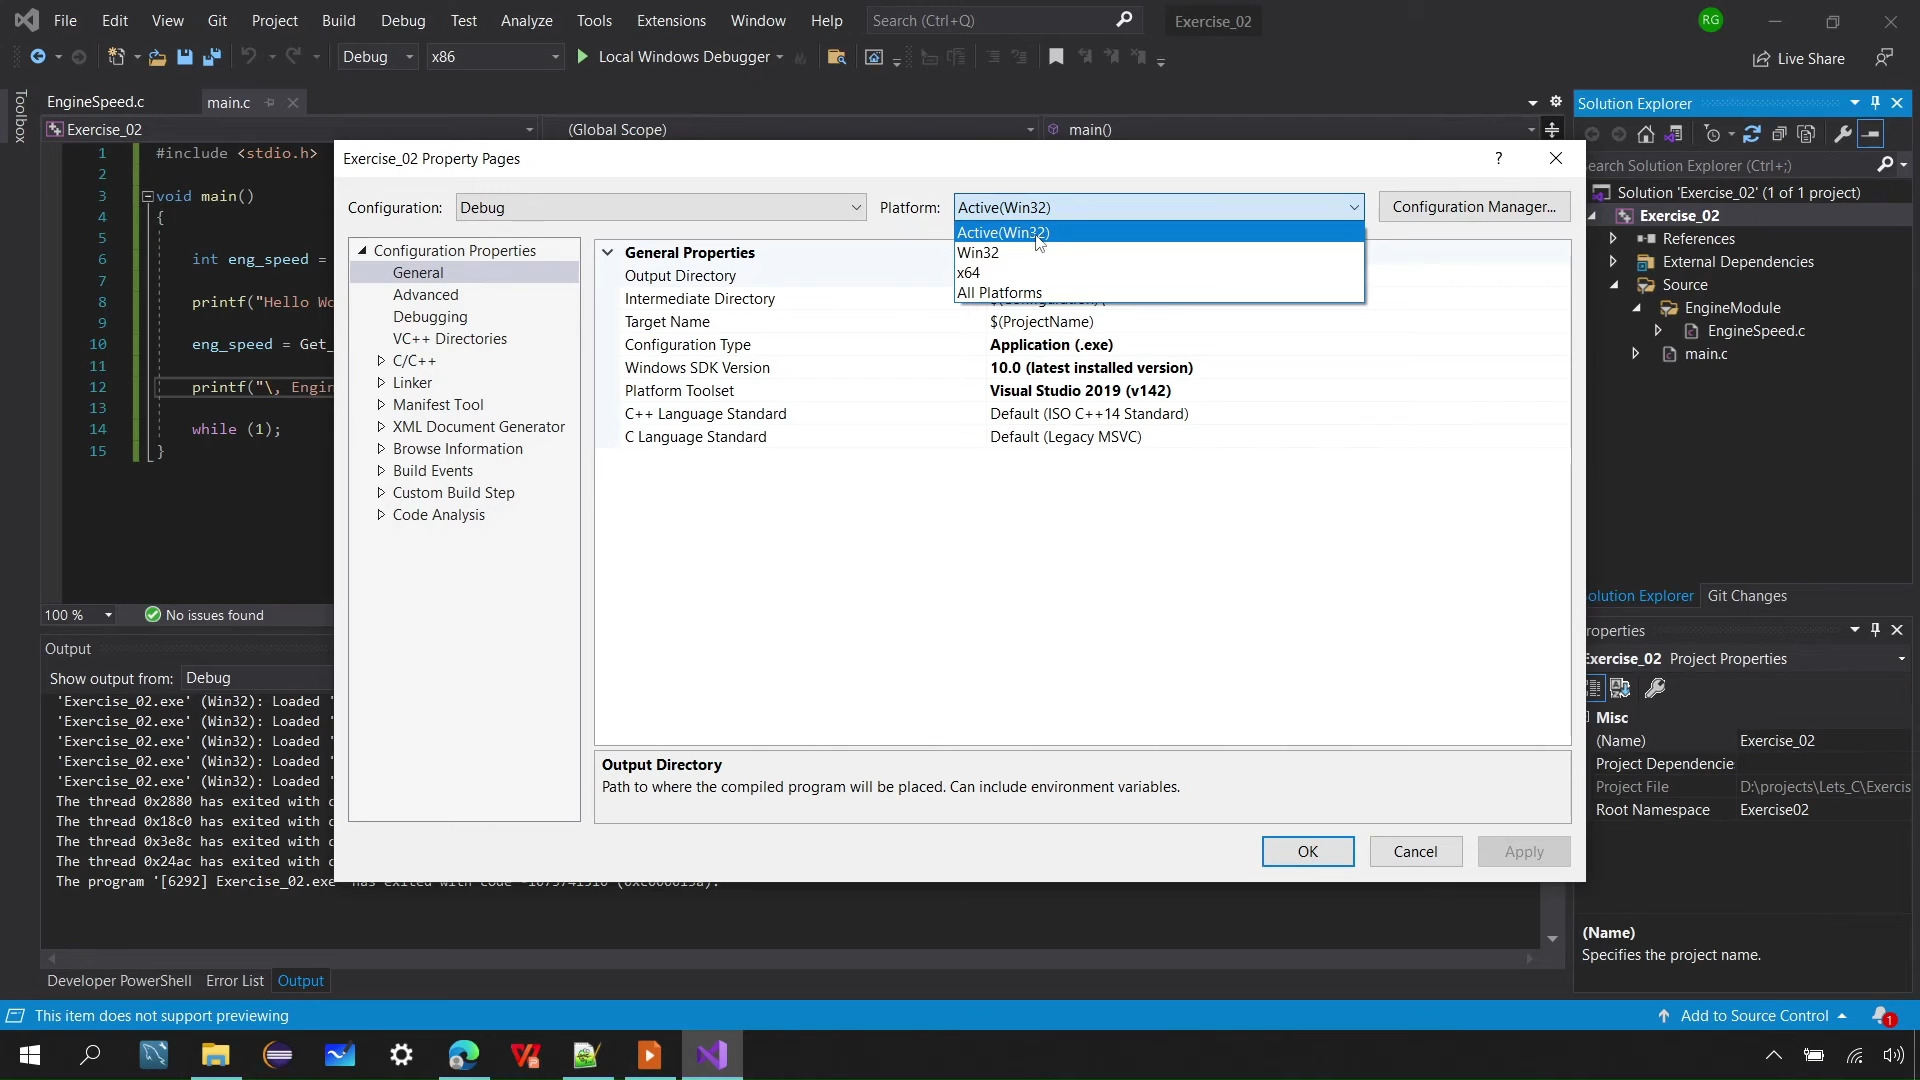 File Edit View Git Project Build Debug Test Analyze Tools Extensions Window Help Search (Ctrl+Q) Exercise_02 RG
Debug x86 Local Windows Debugger Live Share
Toolbox
EngineSpeed.c main.c
Exercise_02 (Global Scope) main()
1 #include <stdio.h>
2
3 void main()
4 {
5
6 int eng_speed =
7
8 printf("Hello Wo
9
10 eng_speed = Get_
11
12 printf("\, Engin
13
14 while (1);
15 }
100 % No issues found
Exercise_02 Property Pages ?
Configuration: Debug Platform: Active(Win32) Configuration Manager...
Active(Win32)
Win32
x64
All Platforms
Configuration Properties
General
Advanced
Debugging
VC++ Directories
C/C++
Linker
Manifest Tool
XML Document Generator
Browse Information
Build Events
Custom Build Step
Code Analysis
General Properties
Output Directory
Intermediate Directory
Target Name $(ProjectName)
Configuration Type Application (.exe)
Windows SDK Version 10.0 (latest installed version)
Platform Toolset Visual Studio 2019 (v142)
C++ Language Standard Default (ISO C++14 Standard)
C Language Standard Default (Legacy MSVC)
Output Directory
Path to where the compiled program will be placed. Can include environment variables.
OK Cancel Apply
Output
Show output from: Debug
'Exercise_02.exe' (Win32): Loaded '
'Exercise_02.exe' (Win32): Loaded '
'Exercise_02.exe' (Win32): Loaded '
'Exercise_02.exe' (Win32): Loaded '
'Exercise_02.exe' (Win32): Loaded '
The thread 0x2880 has exited with c
The thread 0x18c0 has exited with c
The thread 0x3e8c has exited with c
The thread 0x24ac has exited with c
The program '[6292] Exercise_02.exe' has exited with code
Developer PowerShell Error List Output
Solution Explorer
earch Solution Explorer (Ctrl+;)
Solution 'Exercise_02' (1 of 1 project)
Exercise_02
References
External Dependencies
Source
EngineModule
EngineSpeed.c
main.c
olution Explorer Git Changes
roperties
Exercise_02 Project Properties
Misc
(Name) Exercise_02
Project Dependencie
Project File D:\projects\Lets_C\Exercis
Root Namespace Exercise02
(Name)
Specifies the project name.
This item does not support previewing Add to Source Control 1